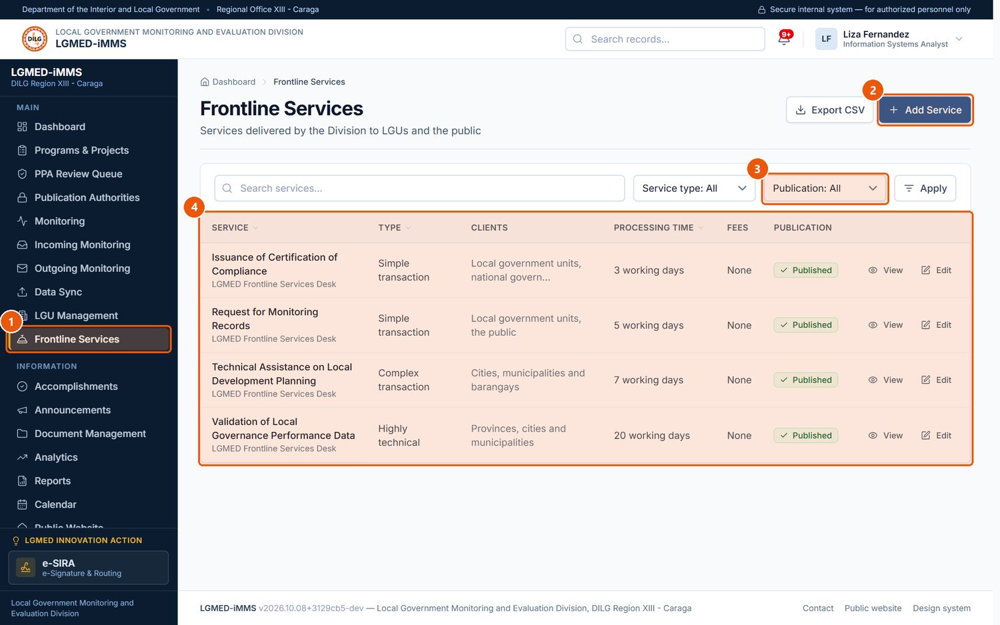 Department of the Interior and Local Government • Regional Office XIII - Caraga
Secure internal system — for authorized personnel only
DILG
LOCAL GOVERNMENT MONITORING AND EVALUATION DIVISION
LGMED-iMMS
Search records...
9+
LF
Liza Fernandez
Information Systems Analyst
LGMED-iMMS
DILG Region XIII - Caraga
MAIN
Dashboard
Programs & Projects
PPA Review Queue
Publication Authorities
Monitoring
Incoming Monitoring
Outgoing Monitoring
Data Sync
LGU Management
1
Frontline Services
INFORMATION
Accomplishments
Announcements
Document Management
Analytics
Reports
Calendar
Public Website
LGMED INNOVATION ACTION
e-SIRA
e-Signature & Routing
Local Government Monitoring and
Evaluation Division
Dashboard > Frontline Services
Frontline Services
Services delivered by the Division to LGUs and the public
Export CSV
2
+ Add Service
Search services...
Service type: All
3
Publication: All
Apply
4
SERVICE TYPE CLIENTS PROCESSING TIME FEES PUBLICATION
Issuance of Certification of
Compliance
LGMED Frontline Services Desk
Simple
transaction
Local government units,
national govern...
3 working days
None
Published
View
Edit
Request for Monitoring
Records
LGMED Frontline Services Desk
Simple
transaction
Local government units,
the public
5 working days
None
Published
View
Edit
Technical Assistance on Local
Development Planning
LGMED Frontline Services Desk
Complex
transaction
Cities, municipalities and
barangays
7 working days
None
Published
View
Edit
Validation of Local
Governance Performance Data
LGMED Frontline Services Desk
Highly
technical
Provinces, cities and
municipalities
20 working days
None
Published
View
Edit
LGMED-iMMS v2026.10.08+3129cb5-dev — Local Government Monitoring and Evaluation Division, DILG Region XIII - Caraga
Contact
Public website
Design system